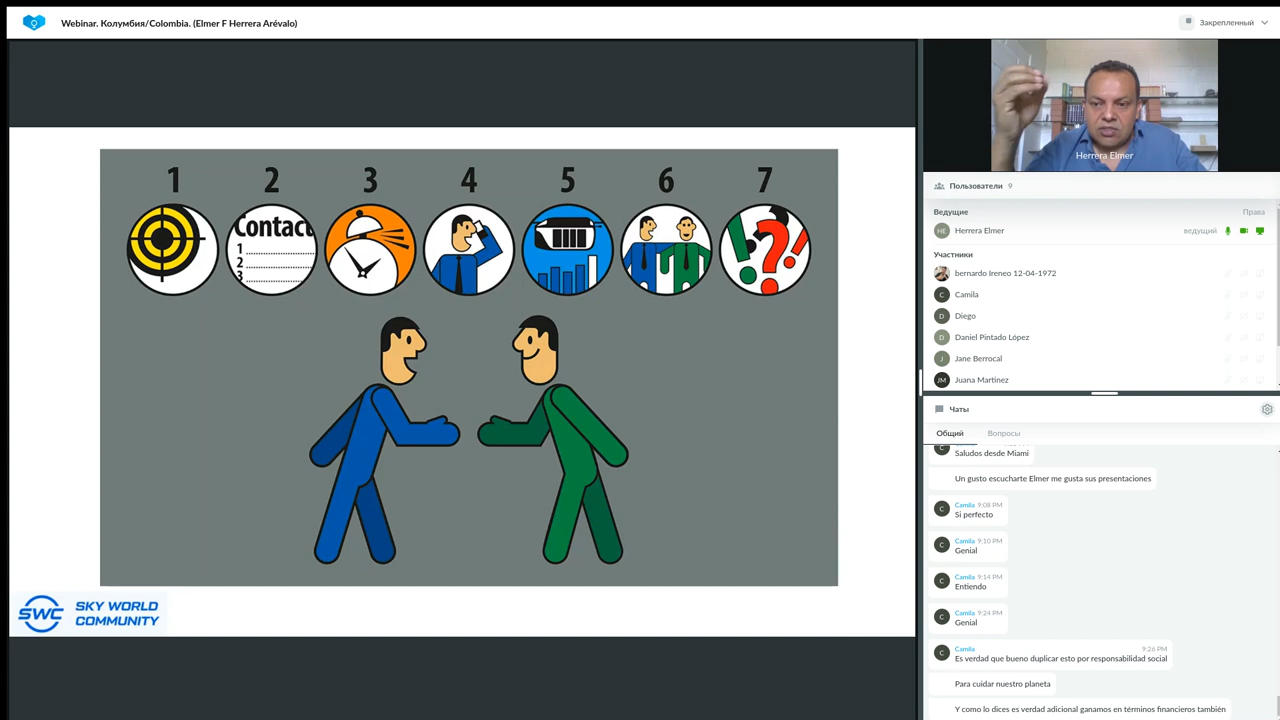 Webinar. Колумбия/Colombia. (Elmer F Herrera Arévalo)
Закрепленный
1 2 3 4 5 6 7
Contact
1
2
3
SWC SKY WORLD COMMUNITY
Herrera Elmer
Пользователи 9
Ведущие Права
HE Herrera Elmer ведущий
Участники
bernardo Ireneo 12-04-1972
C Camila
D Diego
D Daniel Pintado López
J Jane Berrocal
JM Juana Martinez
Чаты
Общий Вопросы
C
Saludos desde Miami
Un gusto escucharte Elmer me gusta sus presentaciones
C Camila 9:08 PM
Si perfecto
C Camila 9:10 PM
Genial
C Camila 9:14 PM
Entiendo
C Camila 9:24 PM
Genial
C Camila 9:26 PM
Es verdad que bueno duplicar esto por responsabilidad social
Para cuidar nuestro planeta
Y como lo dices es verdad adicional ganamos en términos financieros también